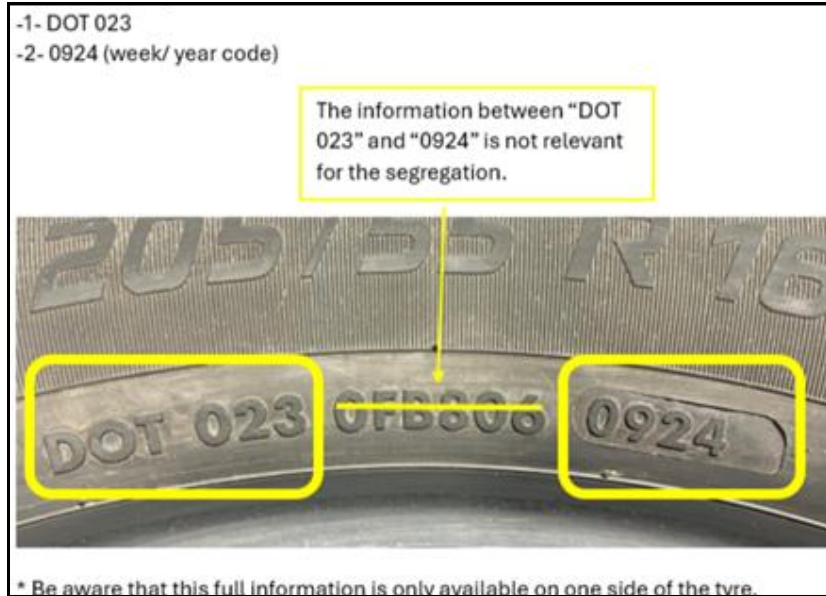 -1- DOT 023
-2- 0924 (week/ year code)
The information between “DOT
023” and “0924” is not relevant
for the segregation.
205/55 R 16
DOT 023 0FB806 0924
* Be aware that this full information is only available on one side of the tyre.